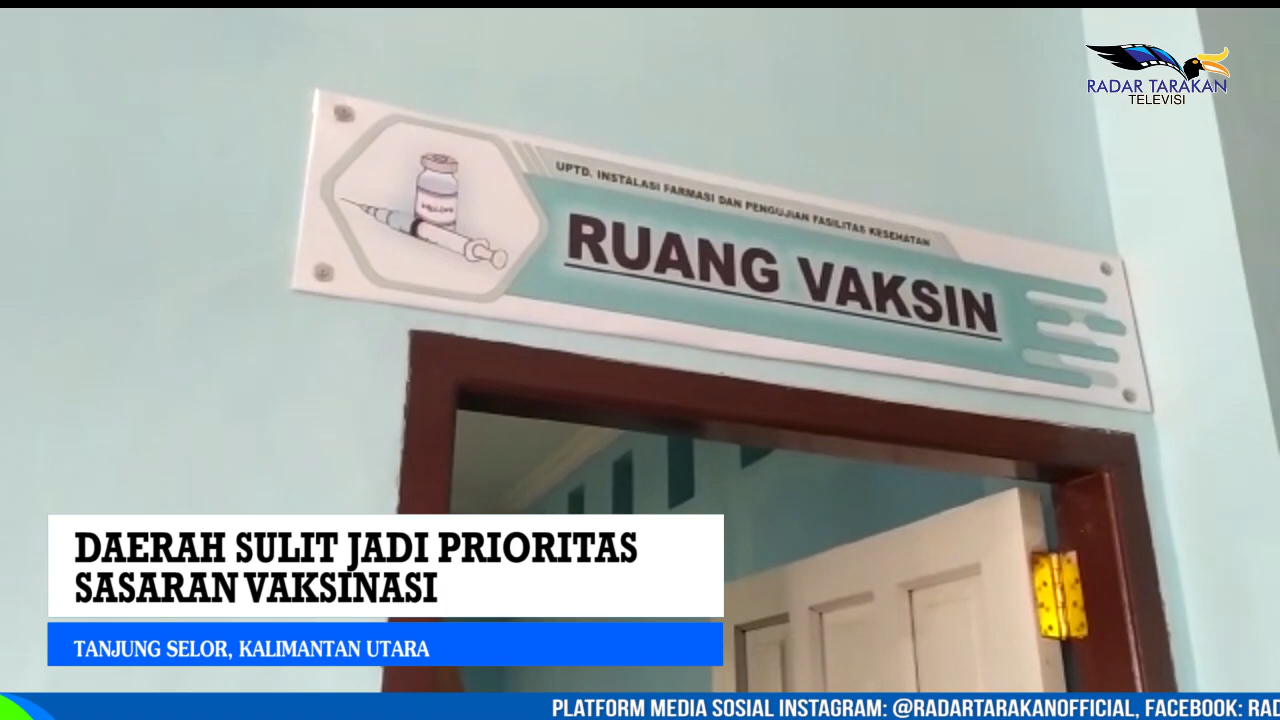 RADAR TARAKAN
TELEVISI
UPTD. INSTALASI FARMASI DAN PENGUJIAN FASILITAS KESEHATAN
RUANG VAKSIN
DAERAH SULIT JADI PRIORITAS
SASARAN VAKSINASI
TANJUNG SELOR, KALIMANTAN UTARA
PLATFORM MEDIA SOSIAL INSTAGRAM: @RADARTARAKANOFFICIAL, FACEBOOK: RAD